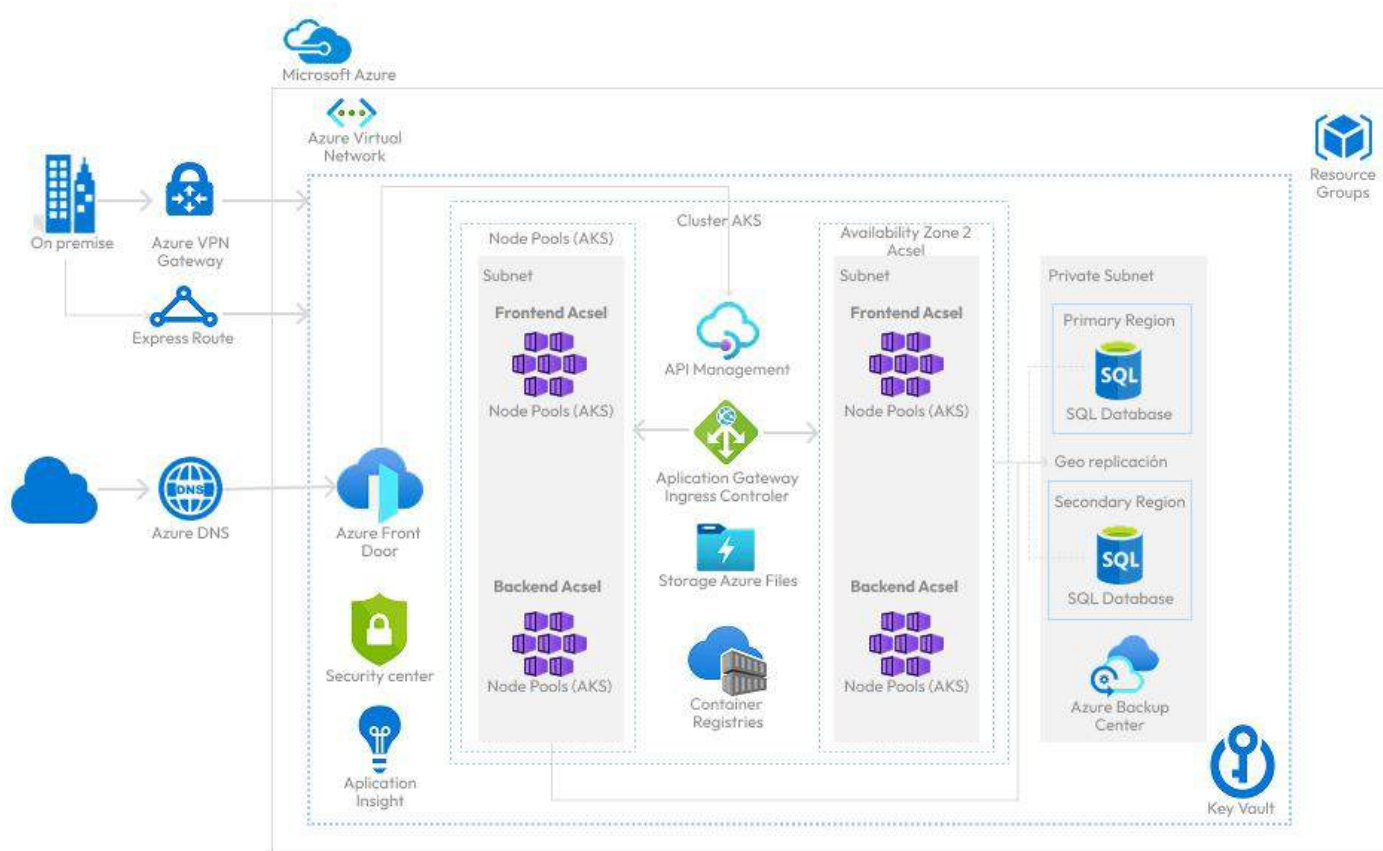 Microsoft Azure
Azure Virtual
Network
Resource
Groups
On premise
Azure VPN
Gateway
Express Route
Cluster AKS
Node Pools (AKS)
Subnet
Frontend Acsel
Node Pools (AKS)
Backend Acsel
Node Pools (AKS)
API Management
Aplication Gateway
Ingress Controler
Storage Azure Files
Container
Registries
Availability Zone 2
Acsel
Subnet
Frontend Acsel
Node Pools (AKS)
Backend Acsel
Node Pools (AKS)
Private Subnet
Primary Region
SQL
SQL Database
Geo replicación
Secondary Region
SQL
SQL Database
Azure Backup
Center
DNS
Azure DNS
Azure Front
Door
Security center
Aplication
Insight
Key Vault